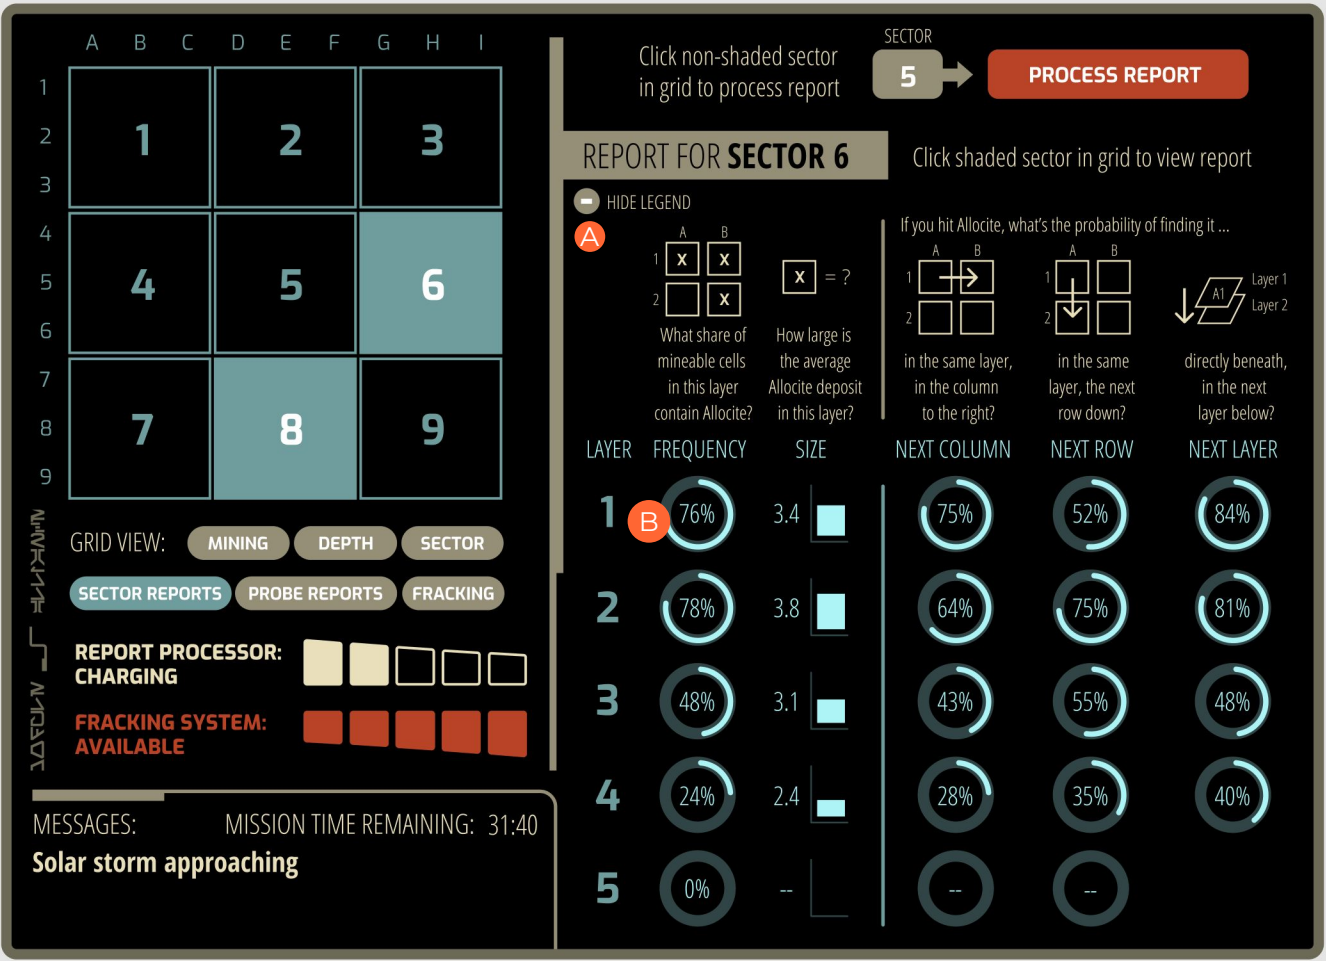 A B C D E F G H I
1
2
3
4
5
6
7
8
9
1 2 3
4 5 6
7 8 9
GRID VIEW: MINING DEPTH SECTOR
SECTOR REPORTS PROBE REPORTS FRACKING
REPORT PROCESSOR:
CHARGING
FRACKING SYSTEM:
AVAILABLE
MESSAGES: MISSION TIME REMAINING: 31:40
Solar storm approaching
Click non-shaded sector
in grid to process report
SECTOR
5
PROCESS REPORT
REPORT FOR SECTOR 6
Click shaded sector in grid to view report
HIDE LEGEND
A
A B
1 X X
2 X
What share of
mineable cells
in this layer
contain Allocite?
X = ?
How large is
the average
Allocite deposit
in this layer?
If you hit Allocite, what's the probability of finding it ...
A B
1
2
in the same layer,
in the column
to the right?
A B
1
2
in the same
layer, the next
row down?
A1 Layer 1
Layer 2
directly beneath,
in the next
layer below?
LAYER FREQUENCY SIZE NEXT COLUMN NEXT ROW NEXT LAYER
1 B 76% 3.4 75% 52% 84%
2 78% 3.8 64% 75% 81%
3 48% 3.1 43% 55% 48%
4 24% 2.4 28% 35% 40%
5 0% -- -- --